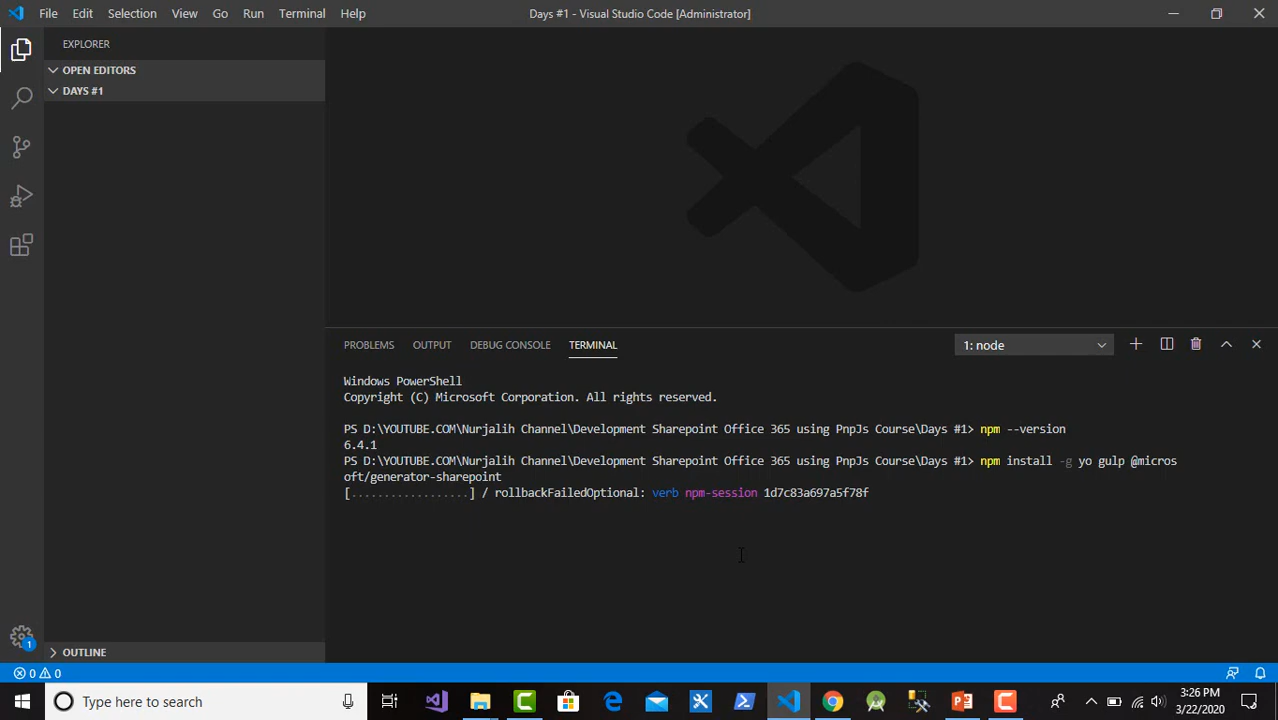 File Edit Selection View Go Run Terminal Help
Days #1 - Visual Studio Code [Administrator]
EXPLORER
OPEN EDITORS
DAYS #1
PROBLEMS OUTPUT DEBUG CONSOLE TERMINAL
1: node
Windows PowerShell
Copyright (C) Microsoft Corporation. All rights reserved.
PS D:\YOUTUBE.COM\Nurjalih Channel\Development Sharepoint Office 365 using PnpJs Course\Days #1> npm --version
6.4.1
PS D:\YOUTUBE.COM\Nurjalih Channel\Development Sharepoint Office 365 using PnpJs Course\Days #1> npm install -g yo gulp @micros
oft/generator-sharepoint
[..................] / rollbackFailedOptional: verb npm-session 1d7c83a697a5f78f
1
OUTLINE
0 0
Type here to search
3:26 PM
3/22/2020